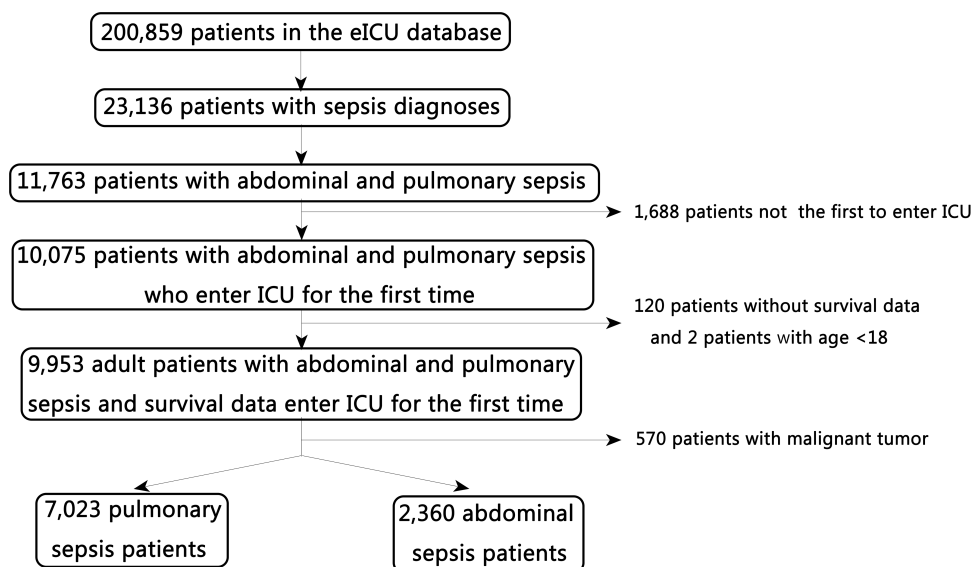 200,859 patients in the eICU database
23,136 patients with sepsis diagnoses
11,763 patients with abdominal and pulmonary sepsis
1,688 patients not the first to enter ICU
10,075 patients with abdominal and pulmonary sepsis
who enter ICU for the first time
120 patients without survival data
and 2 patients with age <18
9,953 adult patients with abdominal and pulmonary
sepsis and survival data enter ICU for the first time
570 patients with malignant tumor
7,023 pulmonary
sepsis patients
2,360 abdominal
sepsis patients